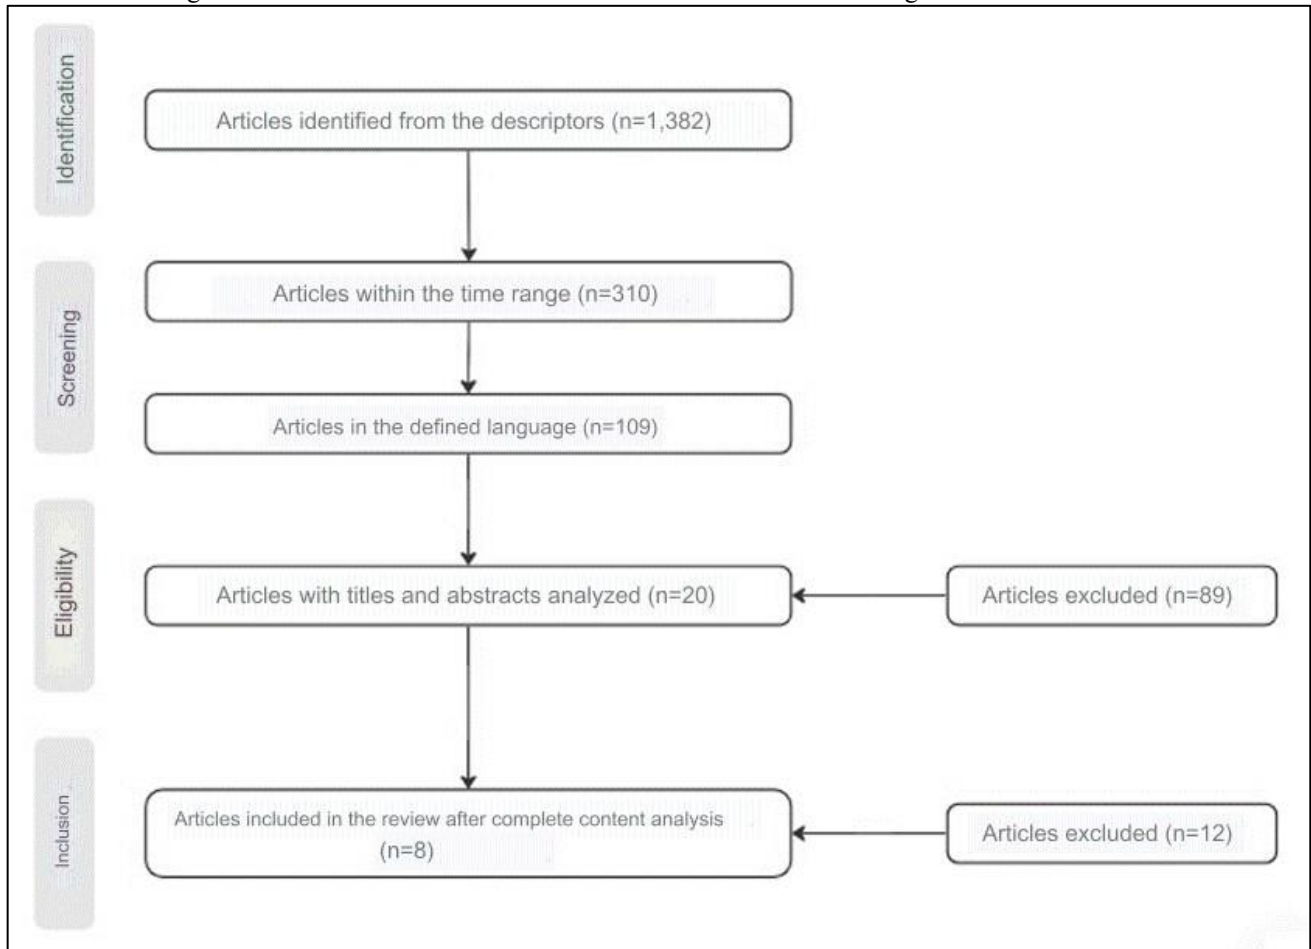 Identification
Articles identified from the descriptors (n=1,382)
Screening
Articles within the time range (n=310)
Articles in the defined language (n=109)
Eligibility
Articles with titles and abstracts analyzed (n=20)
Articles excluded (n=89)
Inclusion
Articles included in the review after complete content analysis
(n=8)
Articles excluded (n=12)